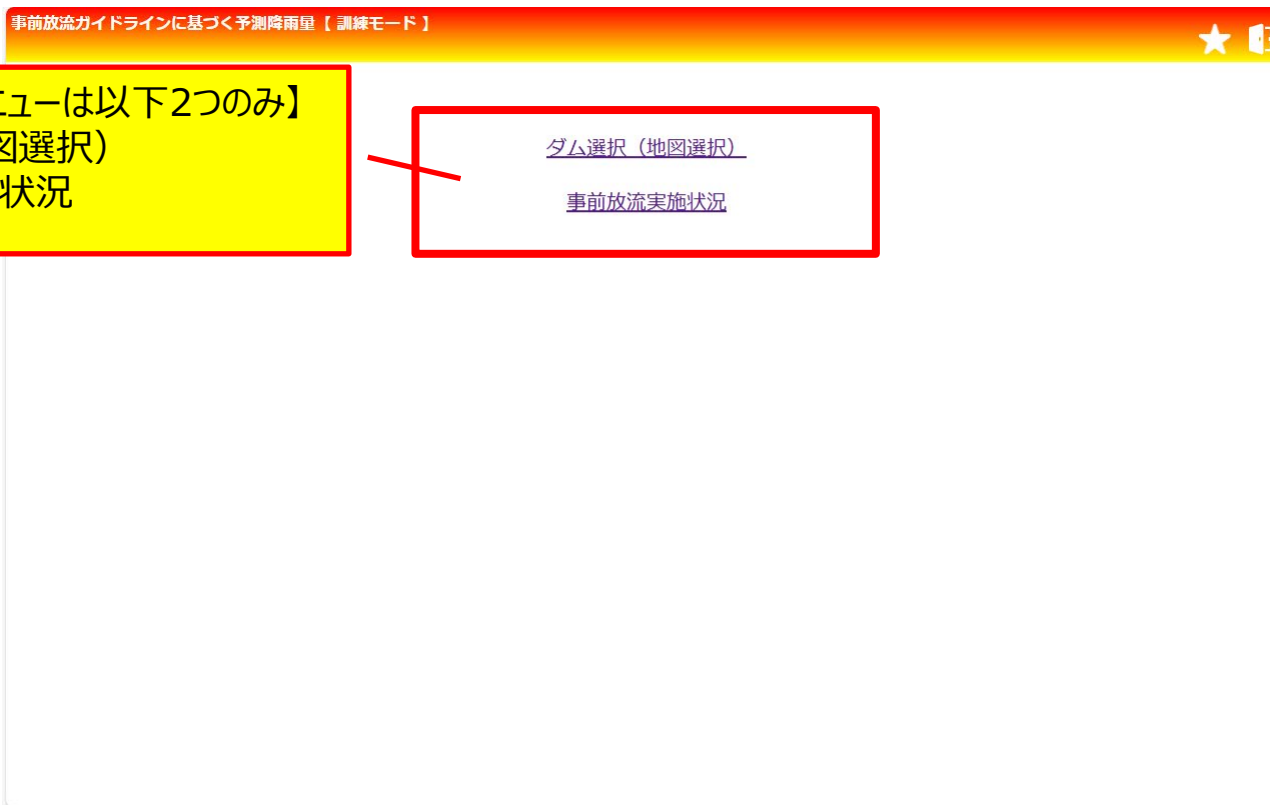 事前放流ガイドラインに基づく予測降雨量【 訓練モード 】
ニューは以下2つのみ】
図選択）
状況
ダム選択（地図選択）
事前放流実施状況